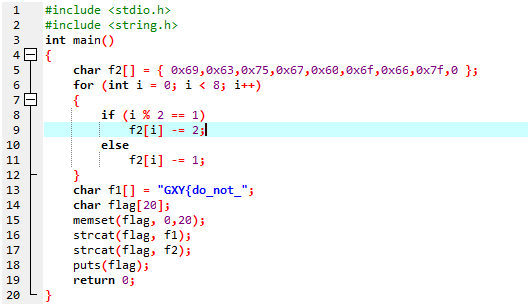 1 #include <stdio.h>
2 #include <string.h>
3 int main()
4 {
5 char f2[] = { 0x69,0x63,0x75,0x67,0x60,0x6f,0x66,0x7f,0 };
6 for (int i = 0; i < 8; i++)
7 {
8 if (i % 2 == 1)
9 f2[i] -= 2;
10 else
11 f2[i] -= 1;
12 }
13 char f1[] = "GXY{do_not_";
14 char flag[20];
15 memset(flag, 0,20);
16 strcat(flag, f1);
17 strcat(flag, f2);
18 puts(flag);
19 return 0;
20 }